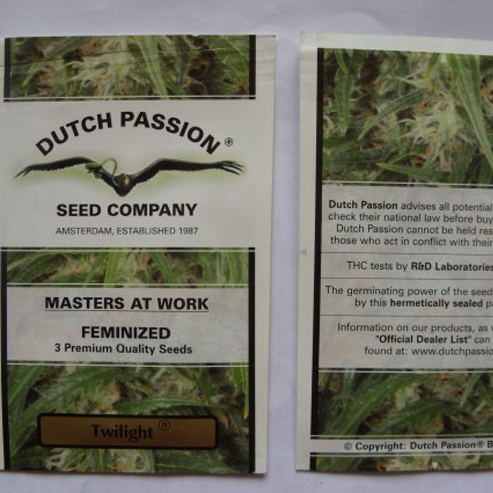 DUTCH PASSION®
SEED COMPANY
AMSTERDAM, ESTABLISHED 1987
MASTERS AT WORK
FEMINIZED
3 Premium Quality Seeds
Twilight ®
Dutch Passion advises all potential
check their national law before buy
Dutch Passion cannot be held res
those who act in conflict with their
THC tests by R&D Laboratories
The germinating power of the seed
by this hermetically sealed p
Information on our products, as
"Official Dealer List" can
found at: www.dutchpassio
© Copyright: Dutch Passion® B